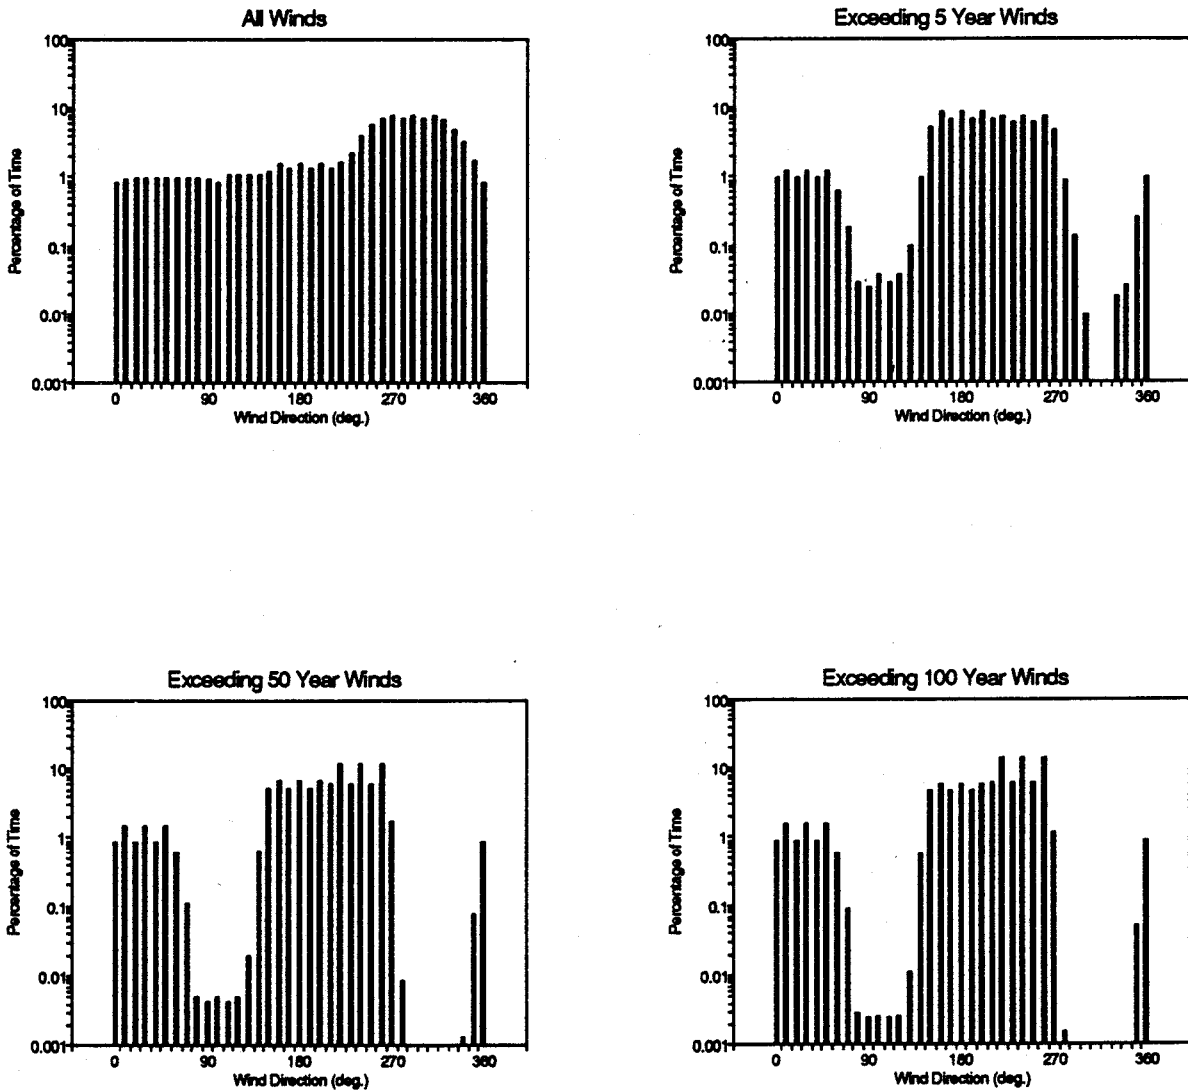 All Winds
100
10
1
0.1
0.01
0.001
Percentage of Time
0 90 180 270 360
Wind Direction (deg.)
Exceeding 5 Year Winds
100
10
1
0.1
0.01
0.001
Percentage of Time
0 90 180 270 360
Wind Direction (deg.)
Exceeding 50 Year Winds
100
10
1
0.1
0.01
0.001
Percentage of Time
0 90 180 270 360
Wind Direction (deg.)
Exceeding 100 Year Winds
100
10
1
0.1
0.01
0.001
Percentage of Time
0 90 180 270 360
Wind Direction (deg.)